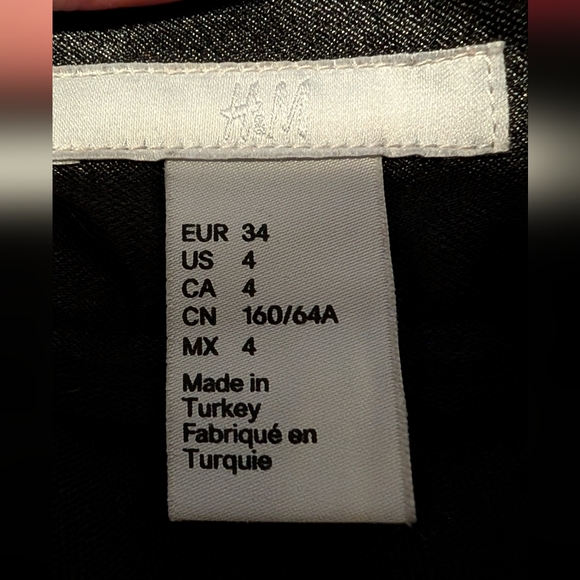 H&M
EUR 34
US 4
CA 4
CN 160/64A
MX 4
Made in
Turkey
Fabriqué en
Turquie